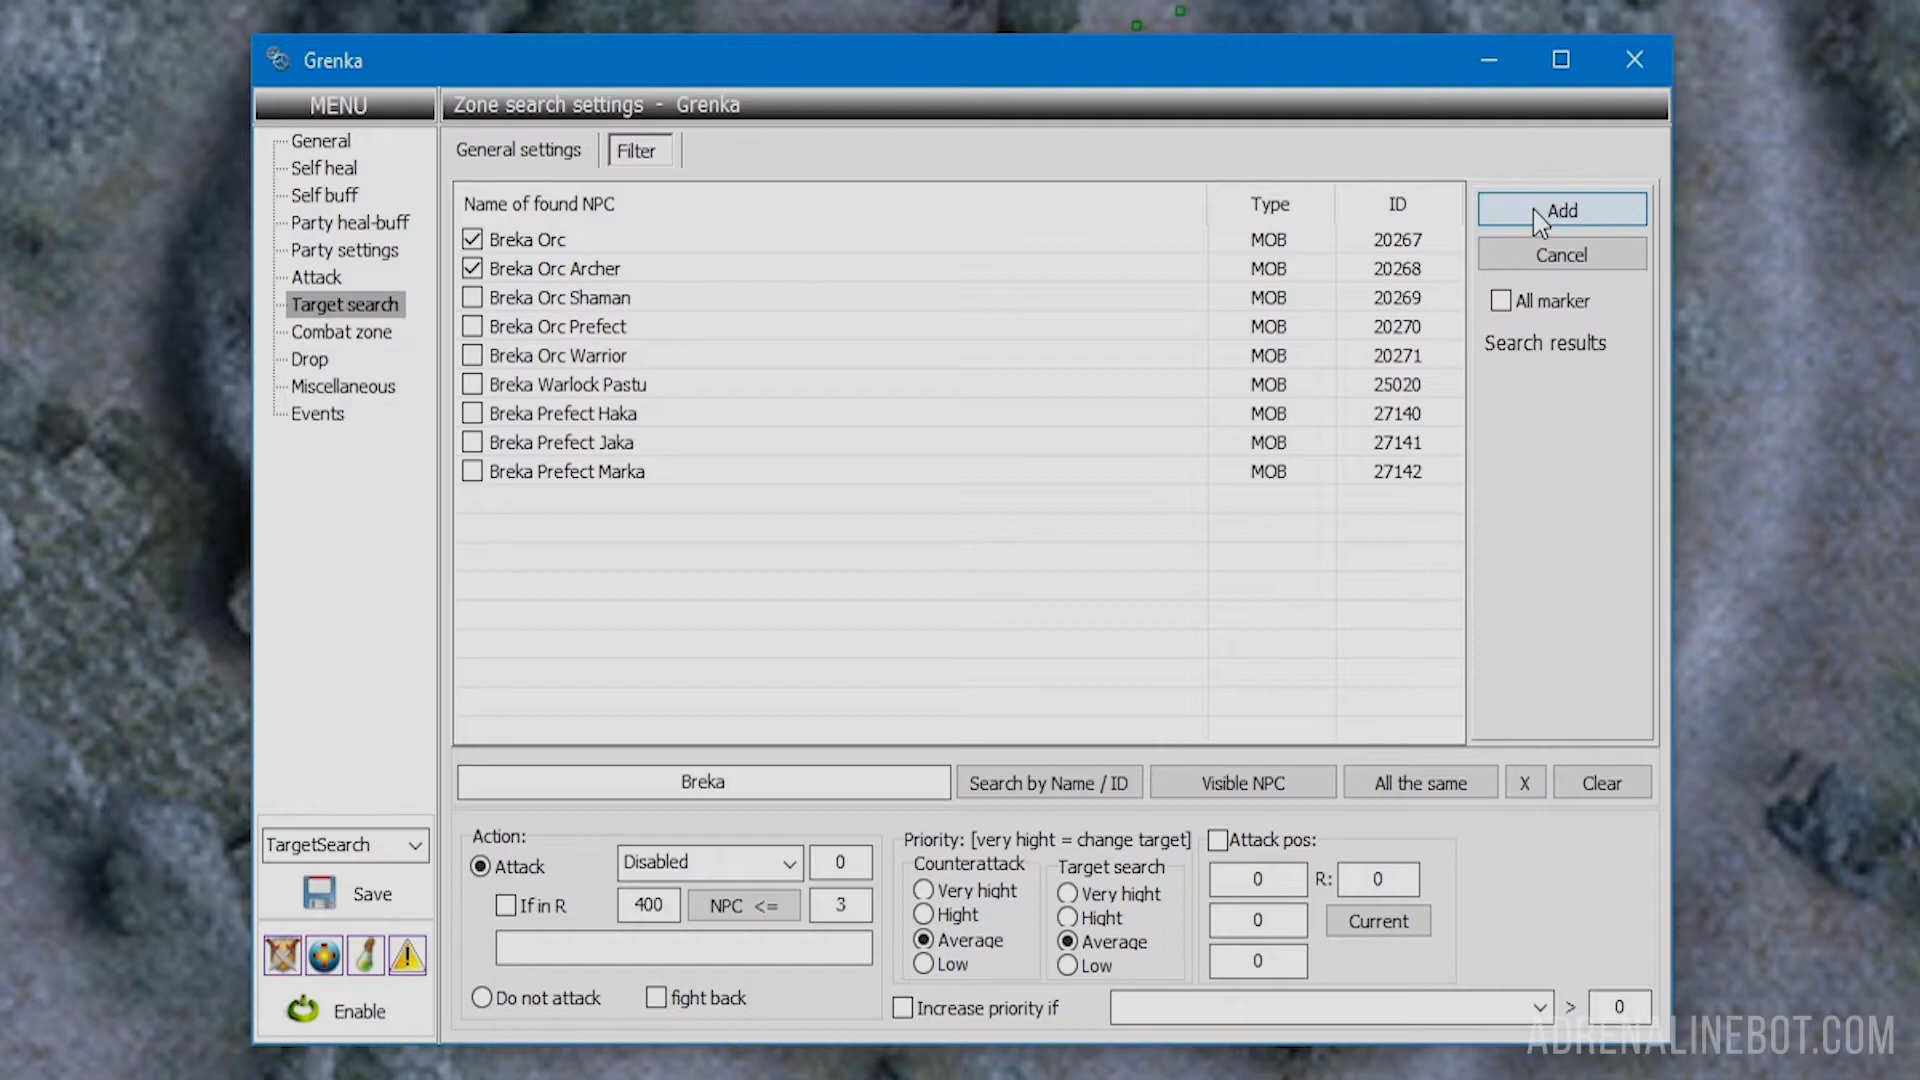 Grenka
MENU
Zone search settings - Grenka
General
Self heal
Self buff
Party heal-buff
Party settings
Attack
Target search
Combat zone
Drop
Miscellaneous
Events
General settings
Filter
Name of found NPC Type ID
Breka Orc MOB 20267
Breka Orc Archer MOB 20268
Breka Orc Shaman MOB 20269
Breka Orc Prefect MOB 20270
Breka Orc Warrior MOB 20271
Breka Warlock Pastu MOB 25020
Breka Prefect Haka MOB 27140
Breka Prefect Jaka MOB 27141
Breka Prefect Marka MOB 27142
Add
Cancel
All marker
Search results
Breka Search by Name / ID Visible NPC All the same X Clear
TargetSearch
Save
Enable
Action:
Attack Disabled 0
If in R 400 NPC <= 3
Do not attack fight back
Priority: [very hight = change target]
Counterattack
Very hight
Hight
Average
Low
Target search
Very hight
Hight
Average
Low
Attack pos:
0 R: 0
0 Current
0
Increase priority if > 0
ADRENALINEBOT.COM